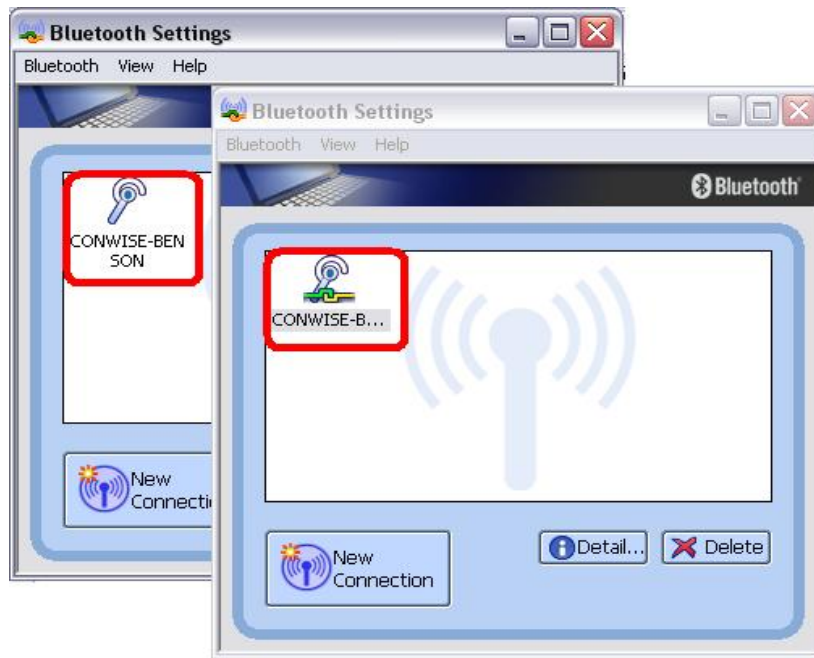 Bluetooth Settings
Bluetooth View Help
CONWISE-BEN
SON
New
Bluetooth Settings
Bluetooth View Help
Bluetooth
CONWISE-B...
New
Connection
Detail...
Delete